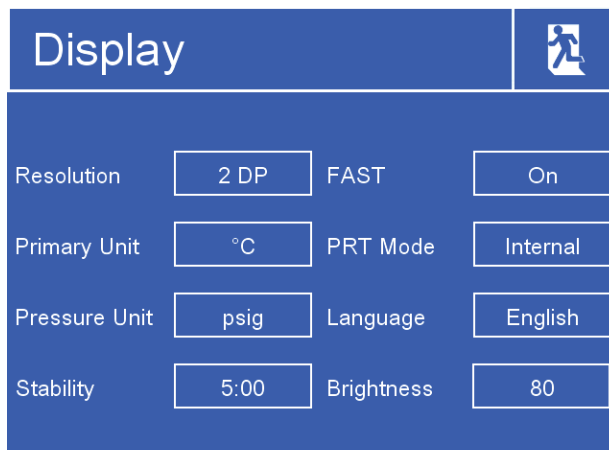 Display
Resolution 2 DP FAST On
Primary Unit °C PRT Mode Internal
Pressure Unit psig Language English
Stability 5:00 Brightness 80